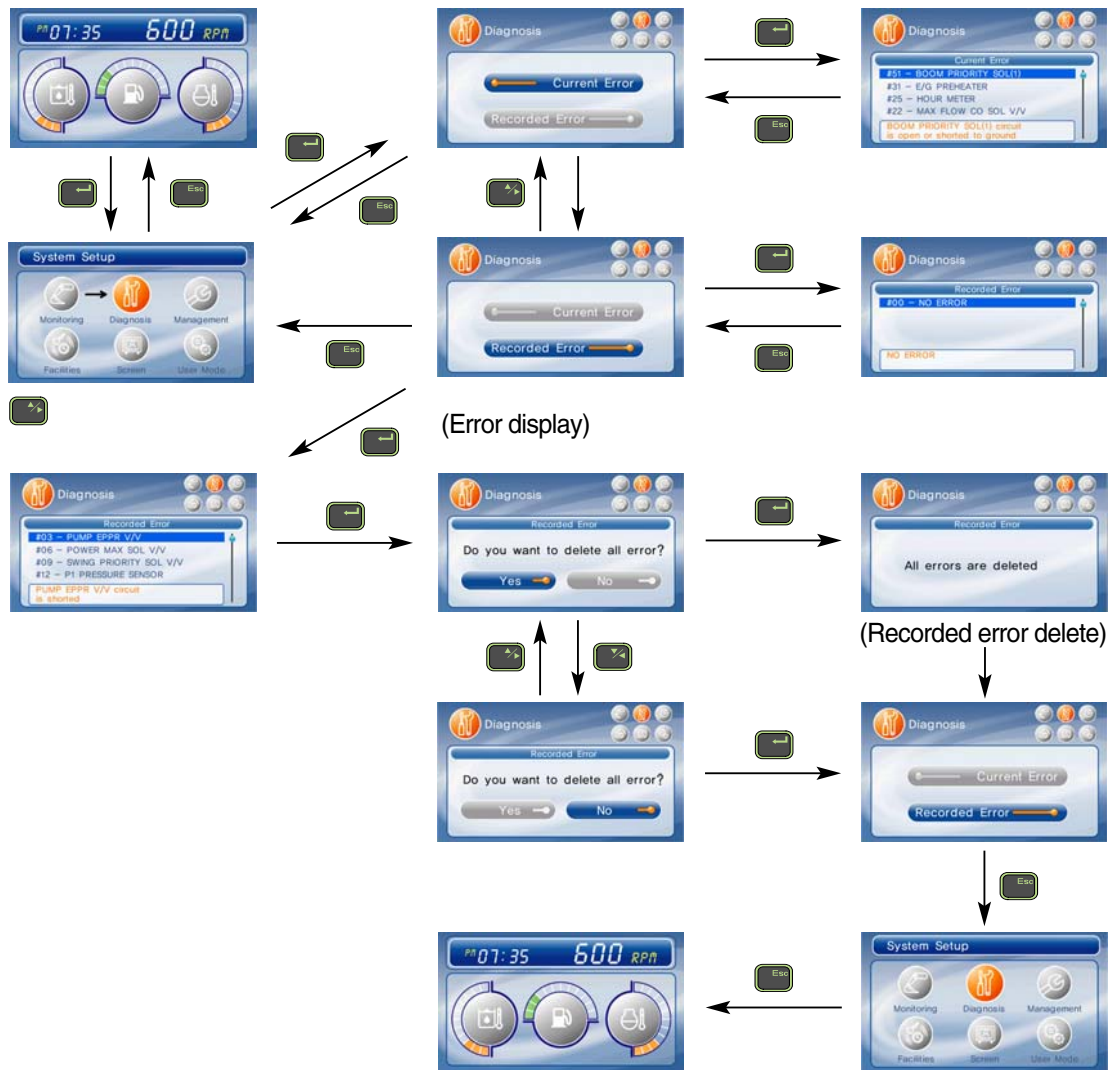 PM 07:35 600 RPM
Diagnosis
Current Error
Recorded Error
Diagnosis
Current Error
#51 - BOOM PRIORITY SOL(1)
#31 - E/G PREHEATER
#25 - HOUR METER
#22 - MAX FLOW CO SOL V/V
BOOM PRIORITY SOL(1) circuit
is open or shorted to ground
Esc
Esc
Esc
System Setup
Monitoring Diagnosis Management
Facilities Screen User Mode
Diagnosis
Current Error
Recorded Error
Diagnosis
Recorded Error
#00 - NO ERROR
NO ERROR
Esc
Esc
(Error display)
Diagnosis
Recorded Error
#03 - PUMP EPPR V/V
#06 - POWER MAX SOL V/V
#09 - SWING PRIORITY SOL V/V
#12 - P1 PRESSURE SENSOR
PUMP EPPR V/V circuit
is shorted
Diagnosis
Recorded Error
Do you want to delete all error?
Yes No
Diagnosis
Recorded Error
All errors are deleted
(Recorded error delete)
Diagnosis
Recorded Error
Do you want to delete all error?
Yes No
Diagnosis
Current Error
Recorded Error
Esc
PM 07:35 600 RPM
Esc
System Setup
Monitoring Diagnosis Management
Facilities Screen User Mode